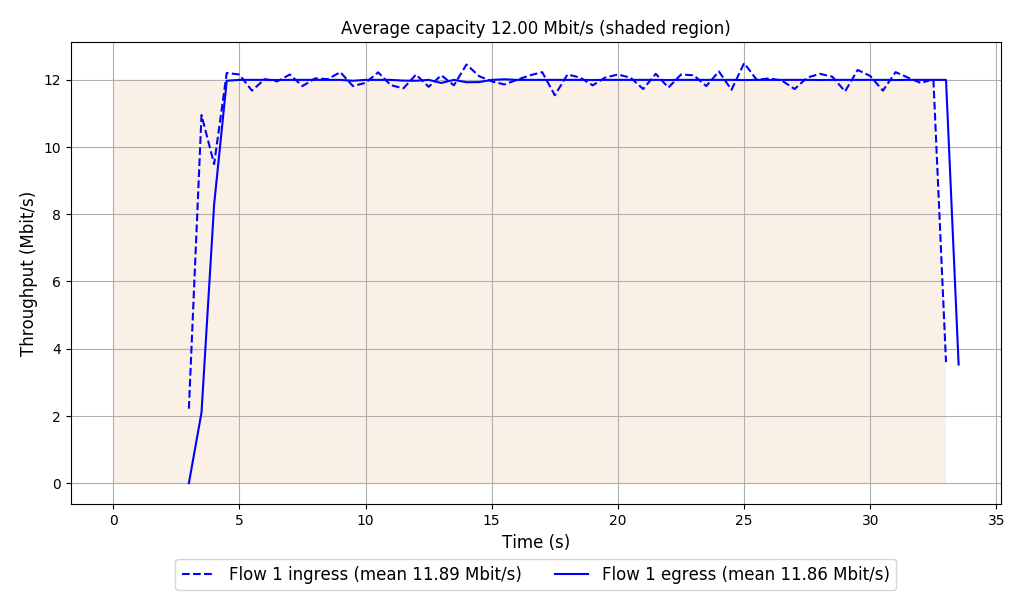 Average capacity 12.00 Mbit/s (shaded region)
Throughput (Mbit/s)
12
10
8
6
4
2
0
0 5 10 15 20 25 30 35
Time (s)
Flow 1 ingress (mean 11.89 Mbit/s) Flow 1 egress (mean 11.86 Mbit/s)